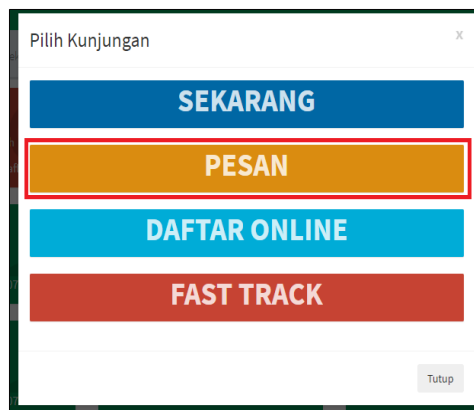 Pilih Kunjungan
X
SEKARANG
PESAN
DAFTAR ONLINE
FAST TRACK
Tutup